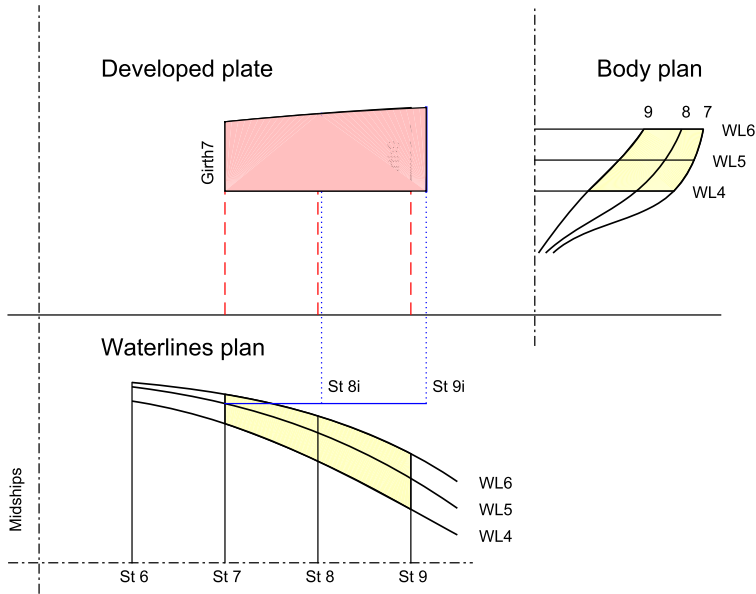 Developed plate
Body plan
9 8 7
WL6
WL5
WL4
Girth7
Waterlines plan
St 8i
St 9i
Midships
WL6
WL5
WL4
St 6
St 7
St 8
St 9